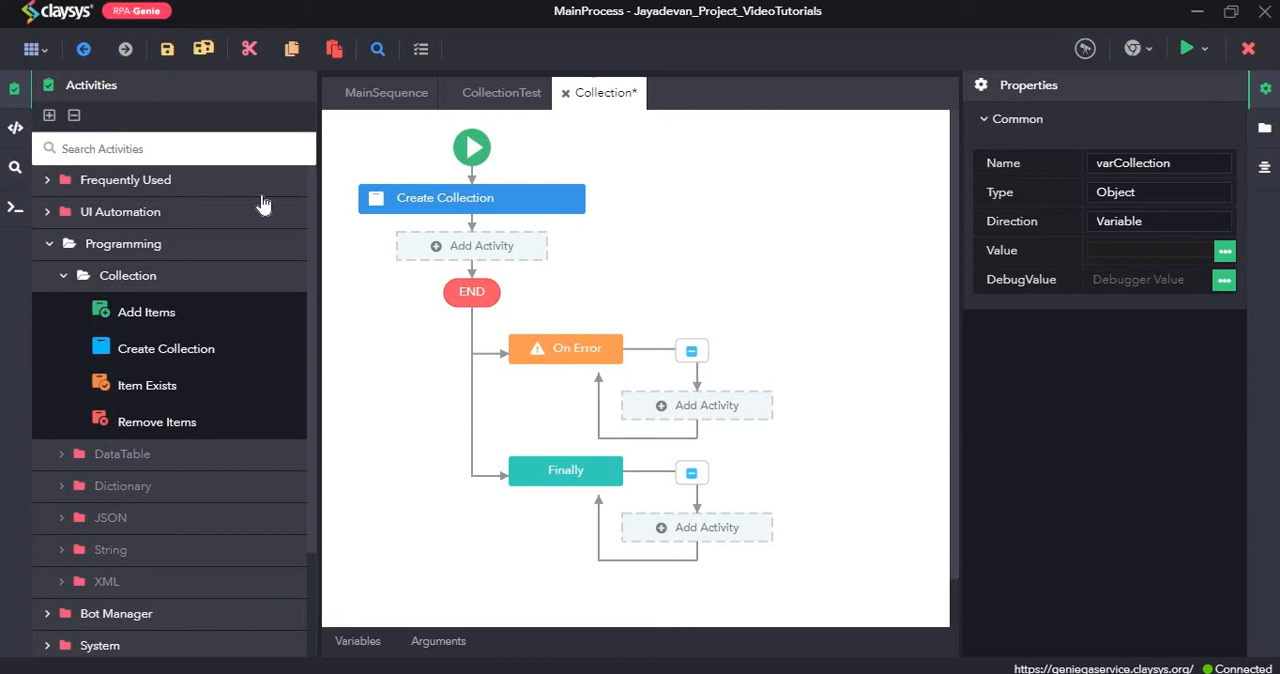 claysys RPA-Genie MainProcess - Jayadevan_Project_VideoTutorials
Activities
Search Activities
Frequently Used
UI Automation
Programming
Collection
Add Items
Create Collection
Item Exists
Remove Items
DataTable
Dictionary
JSON
String
XML
Bot Manager
System
MainSequence CollectionTest Collection*
Create Collection
Add Activity
END
On Error
Add Activity
Finally
Add Activity
Variables Arguments
Properties
Common
Name varCollection
Type Object
Direction Variable
Value
DebugValue Debugger Value
https://geniegaservice.claysys.org/ Connected